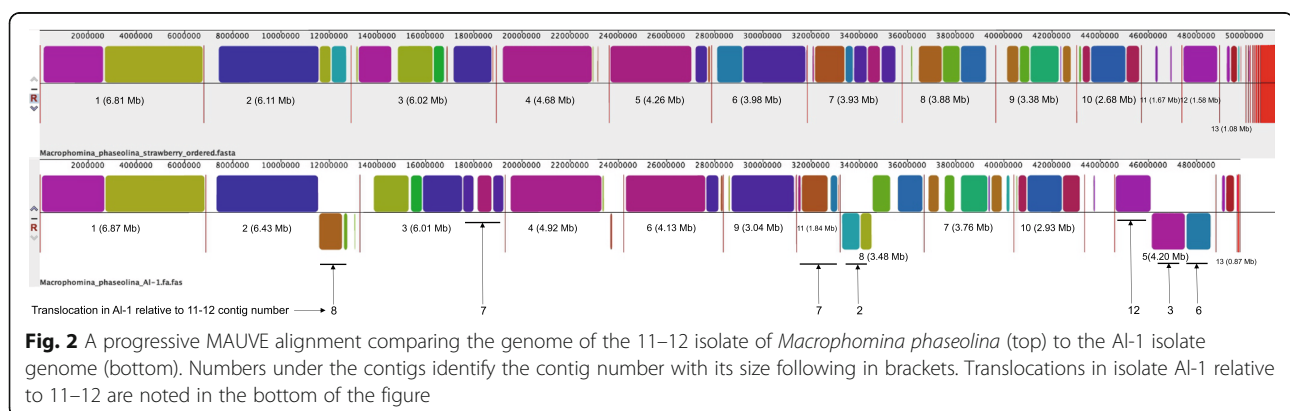 2000000 4000000 6000000 8000000 10000000 12000000 14000000 16000000 18000000 20000000 22000000 24000000 26000000 28000000 30000000 32000000 34000000 36000000 38000000 40000000 42000000 44000000 46000000 48000000 50000000
R
1 (6.81 Mb) 2 (6.11 Mb) 3 (6.02 Mb) 4 (4.68 Mb) 5 (4.26 Mb) 6 (3.98 Mb) 7 (3.93 Mb) 8 (3.88 Mb) 9 (3.38 Mb) 10 (2.68 Mb) 11 (1.67 Mb) 12 (1.58 Mb)
13 (1.08 Mb)
Macrophomina_phaseolina_strawberry_ordered.fasta
2000000 4000000 6000000 8000000 10000000 12000000 14000000 16000000 18000000 20000000 22000000 24000000 26000000 28000000 30000000 32000000 34000000 36000000 38000000 40000000 42000000 44000000 46000000 48000000
R
1 (6.87 Mb) 2 (6.43 Mb) 3 (6.01 Mb) 4 (4.92 Mb) 6 (4.13 Mb) 9 (3.04 Mb) 11 (1.84 Mb) 7 (3.76 Mb) 10 (2.93 Mb)
8 (3.48 Mb) 5(4.20 Mb) 13 (0.87 Mb)
Macrophomina_phaseolina_Al-1.fa.fas
Translocation in Al-1 relative to 11-12 contig number 8 7 7 2 12 3 6
Fig. 2 A progressive MAUVE alignment comparing the genome of the 11–12 isolate of Macrophomina phaseolina (top) to the Al-1 isolate
genome (bottom). Numbers under the contigs identify the contig number with its size following in brackets. Translocations in isolate Al-1 relative
to 11–12 are noted in the bottom of the figure